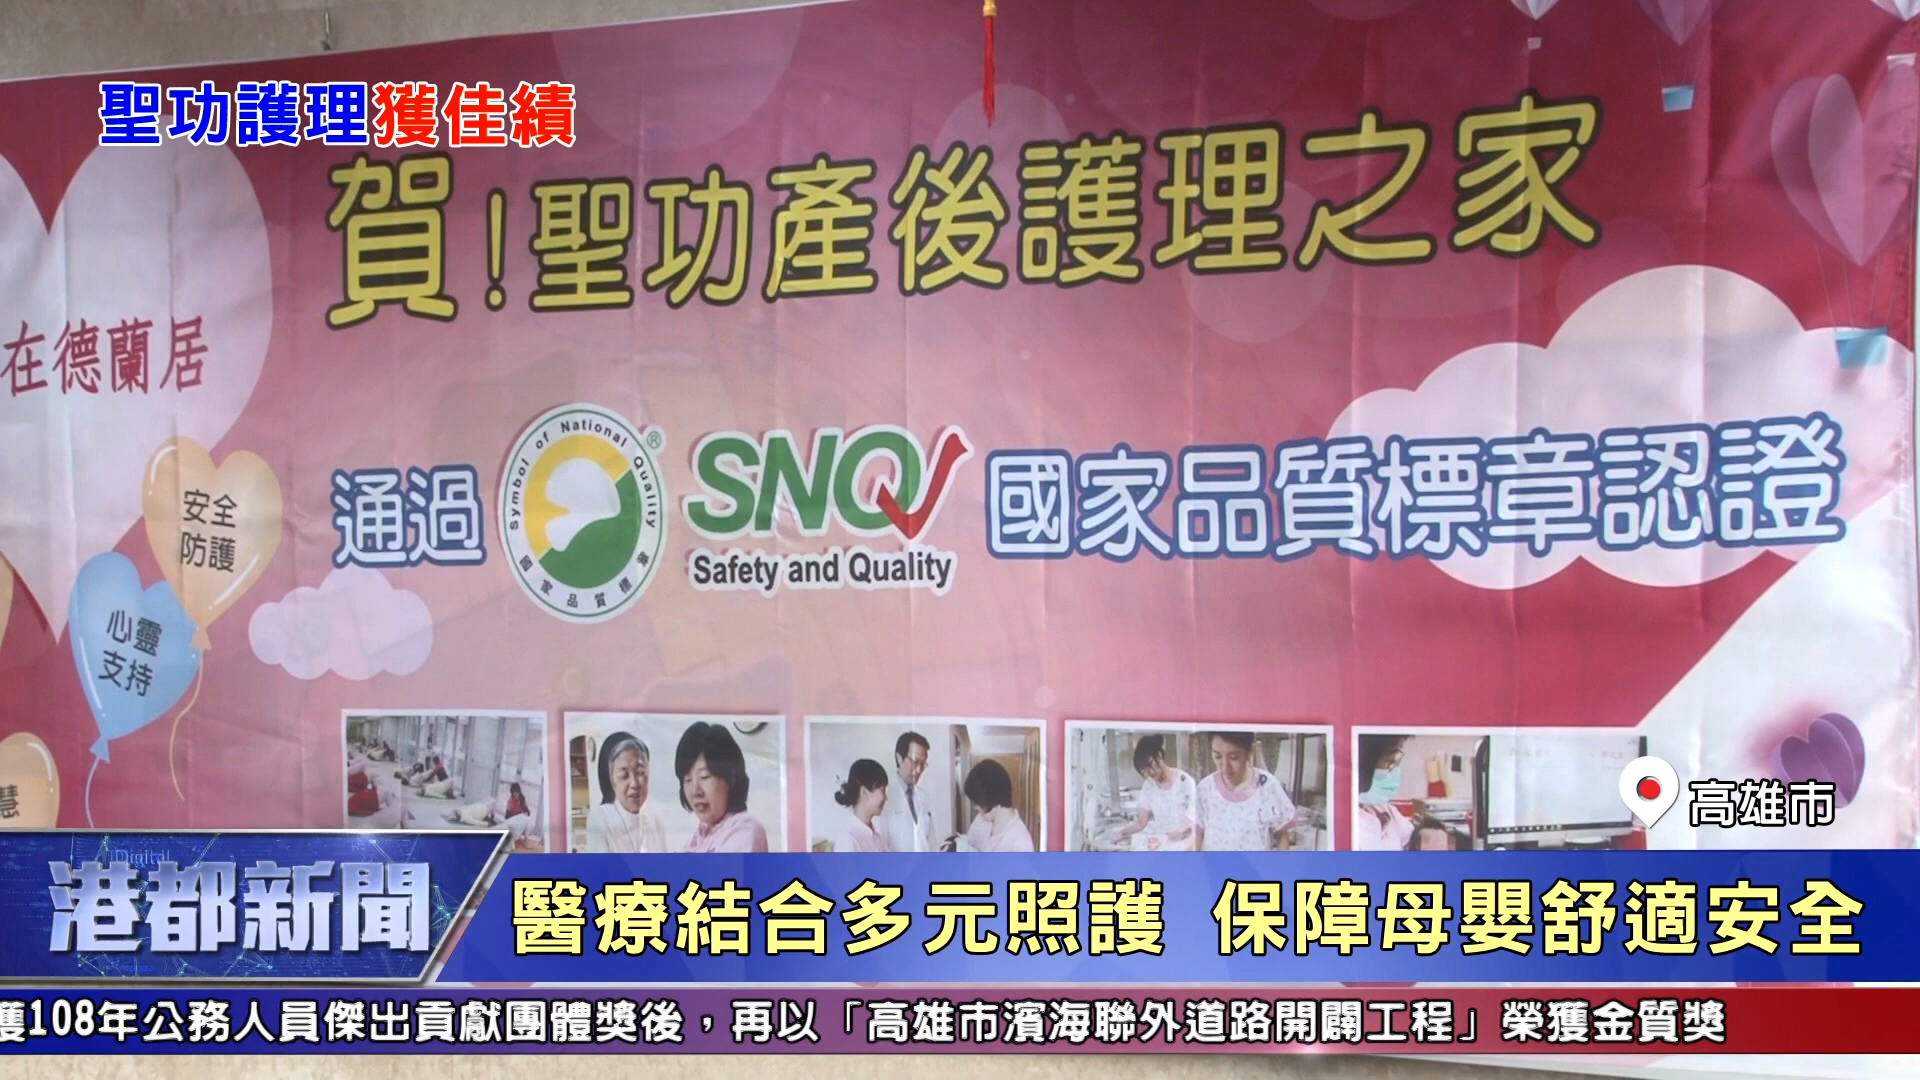 聖功護理獲佳績
賀!聖功產後護理之家
在德蘭居
通過
Symbol of National Quality
®
國家品質標章
SNQ
Safety and Quality
國家品質標章認證
安全
防護
心靈
支持
慧
高雄市
Digital
港都新聞
醫療結合多元照護 保障母嬰舒適安全
獲108年公務人員傑出貢獻團體獎後,再以「高雄市濱海聯外道路開闢工程」榮獲金質獎